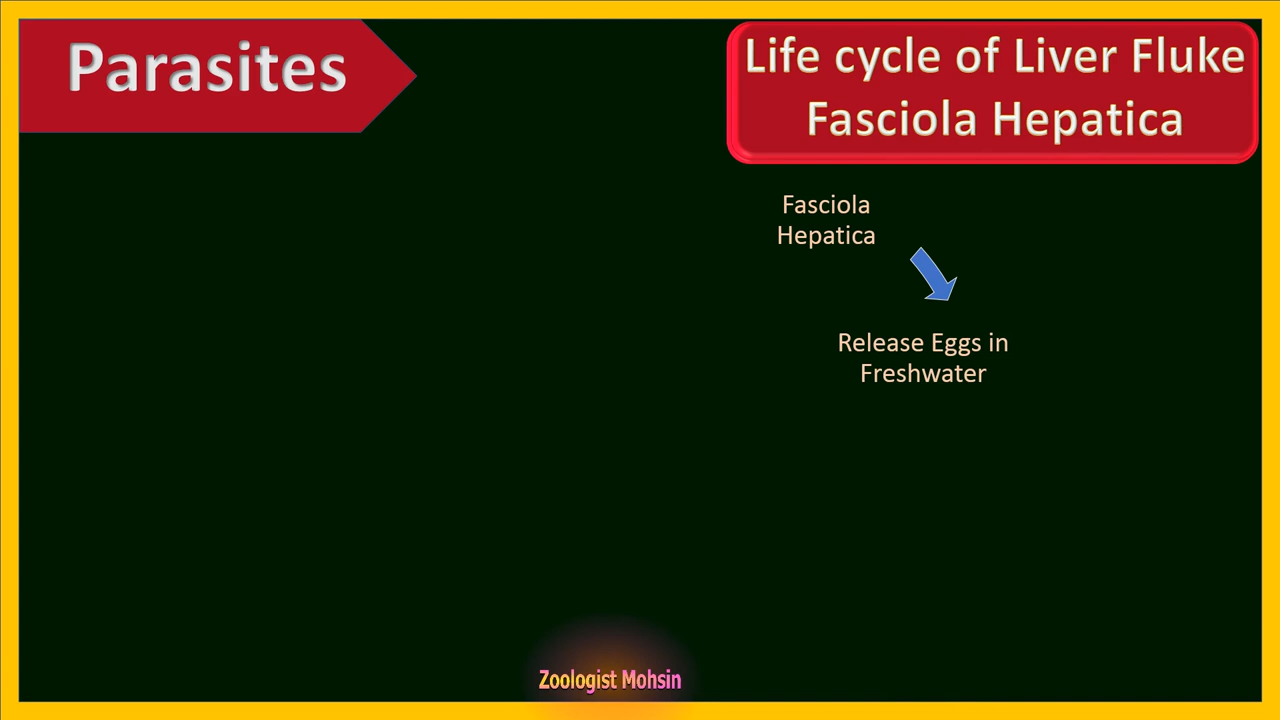 Parasites
Life cycle of Liver Fluke
Fasciola Hepatica
Fasciola
Hepatica
Release Eggs in
Freshwater
Zoologist Mohsin